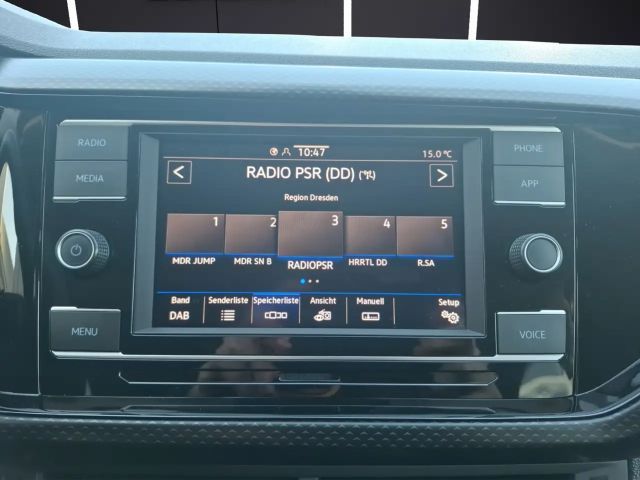 RADIO
MEDIA
MENU
PHONE
APP
VOICE
10:47
15.0 °C
< RADIO PSR (DD) >
Region Dresden
1 2 3 4 5
MDR JUMP MDR SN B RADIOPSR HRRTL DD R.SA
Band Senderliste Speicherliste Ansicht Manuell Setup
DAB